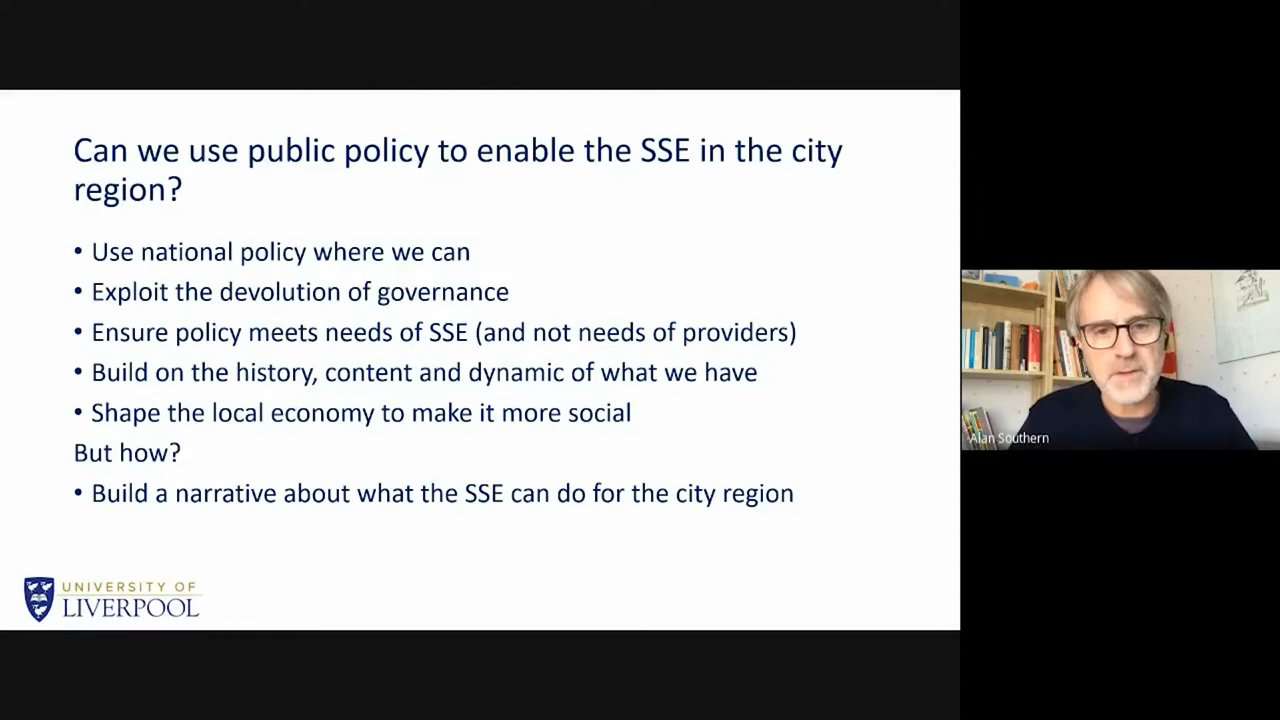 Can we use public policy to enable the SSE in the city
region?
• Use national policy where we can
• Exploit the devolution of governance
• Ensure policy meets needs of SSE (and not needs of providers)
• Build on the history, content and dynamic of what we have
• Shape the local economy to make it more social
But how?
• Build a narrative about what the SSE can do for the city region
UNIVERSITY OF
LIVERPOOL
Alan Southern